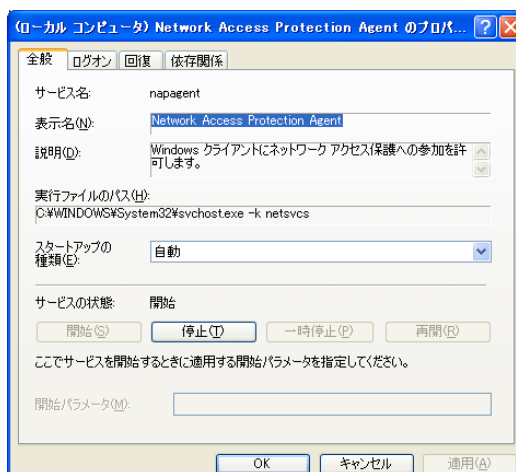 (ローカル コンピュータ) Network Access Protection Agent のプロパ...
全般 ログオン 回復 依存関係
サービス名: napagent
表示名(N): Network Access Protection Agent
説明(D): Windows クライアントにネットワーク アクセス保護への参加を許
可します。
実行ファイルのパス(H):
C:¥WINDOWS¥System32¥svchost.exe -k netsvcs
スタートアップの
種類(E): 自動
サービスの状態: 開始
開始(S) 停止(T) 一時停止(P) 再開(R)
ここでサービスを開始するときに適用する開始パラメータを指定してください。
開始パラメータ(M):
OK キャンセル 適用(A)